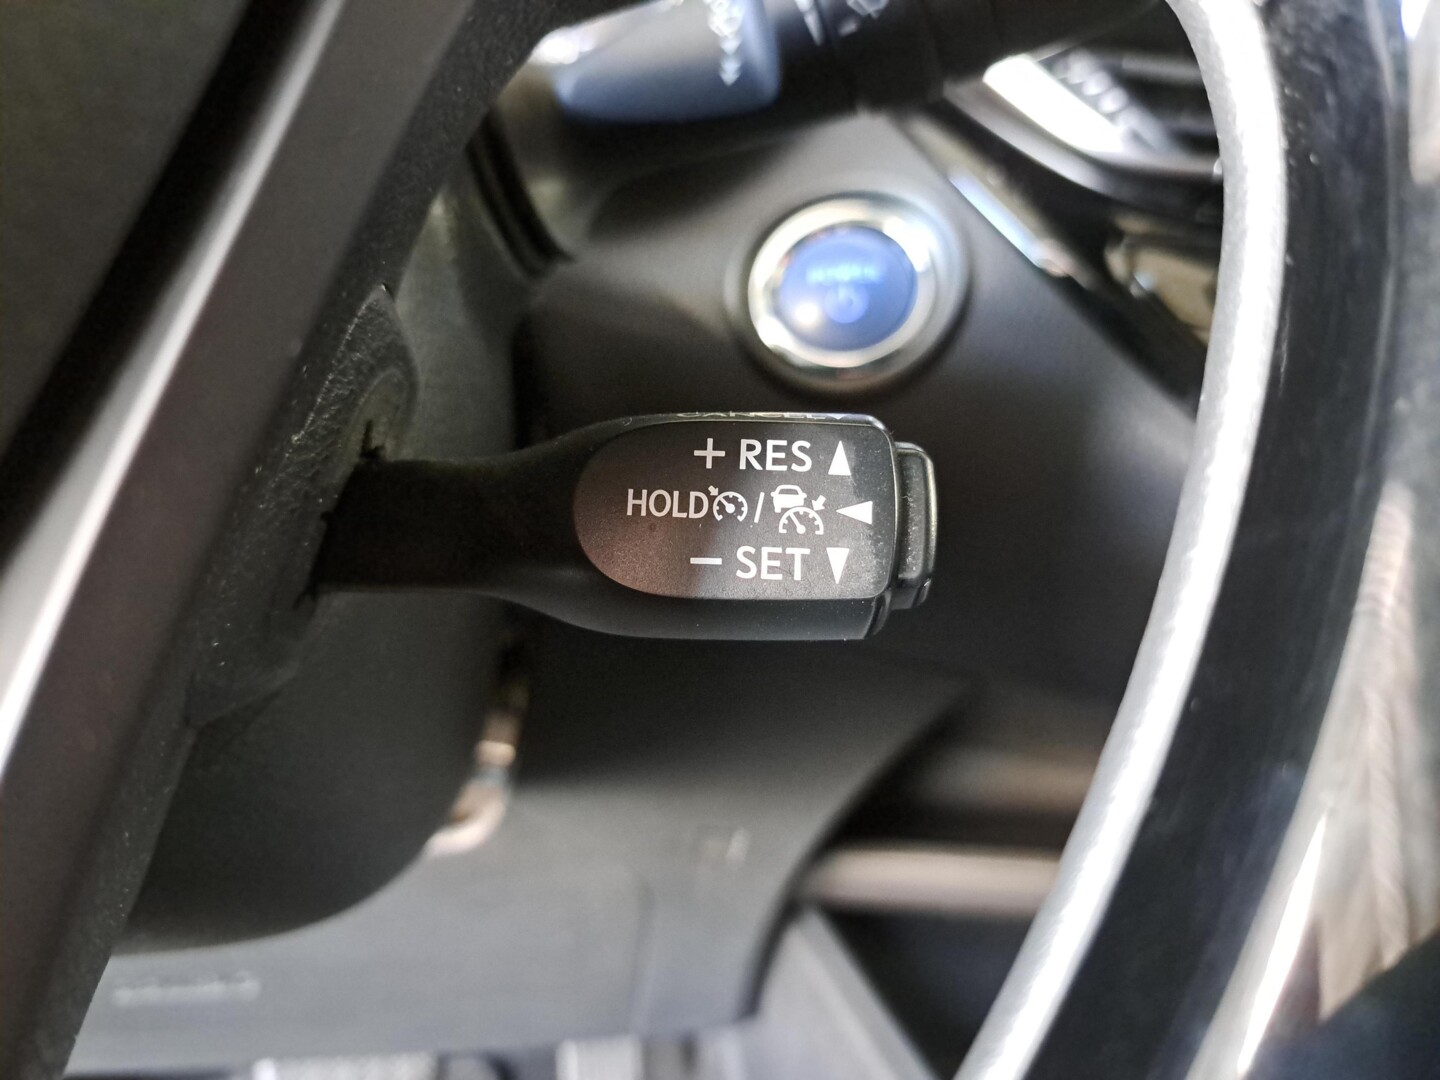 + RES ▲
HOLD / ◀
− SET ▼